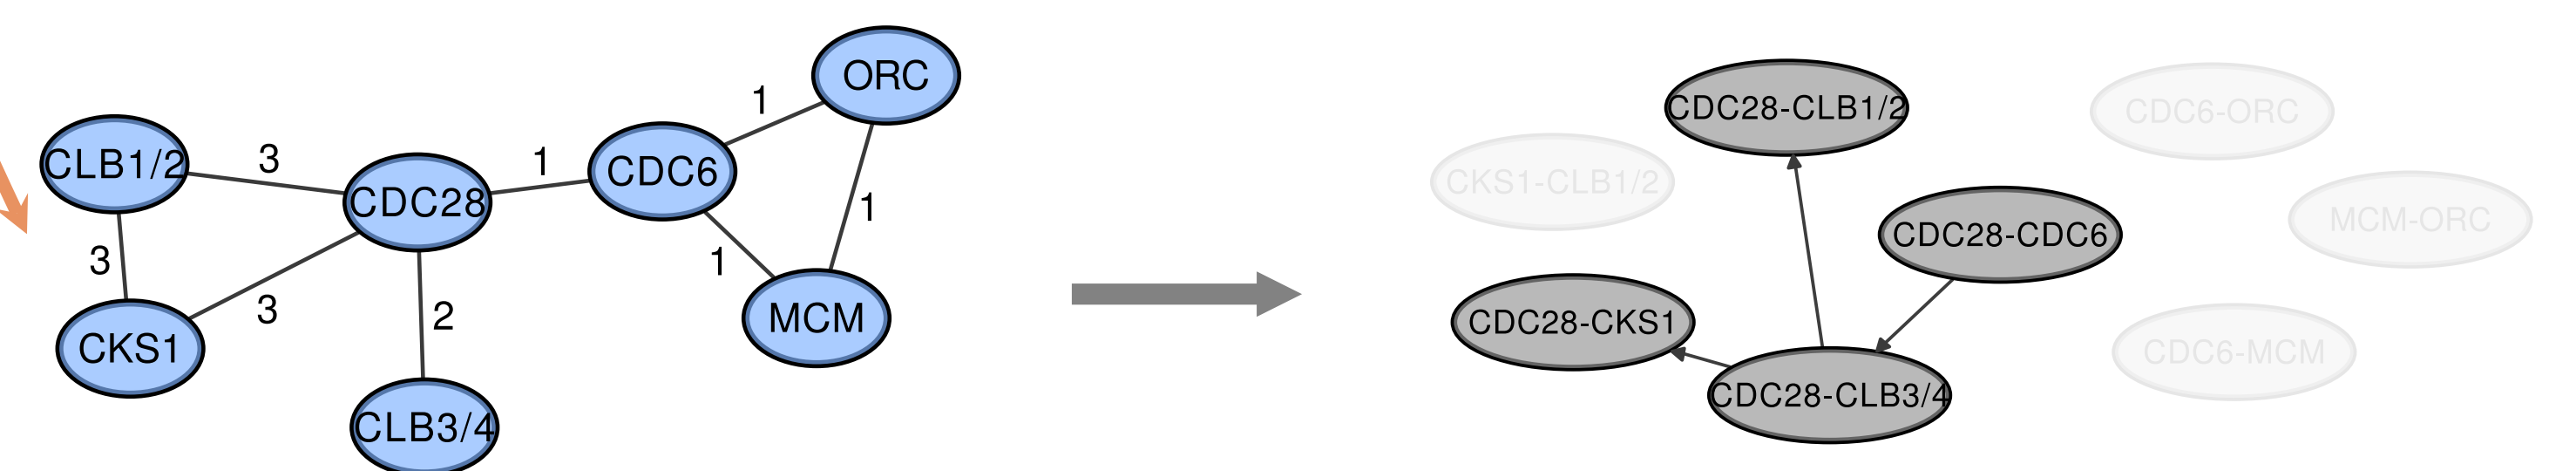 ORC
1
CLB1/2
3
CDC28
1
CDC6
1
3
3
2
1
CKS1
MCM
CLB3/4
CDC28-CLB1/2
CDC6-ORC
CKS1-CLB1/2
MCM-ORC
CDC28-CDC6
CDC28-CKS1
CDC6-MCM
CDC28-CLB3/4